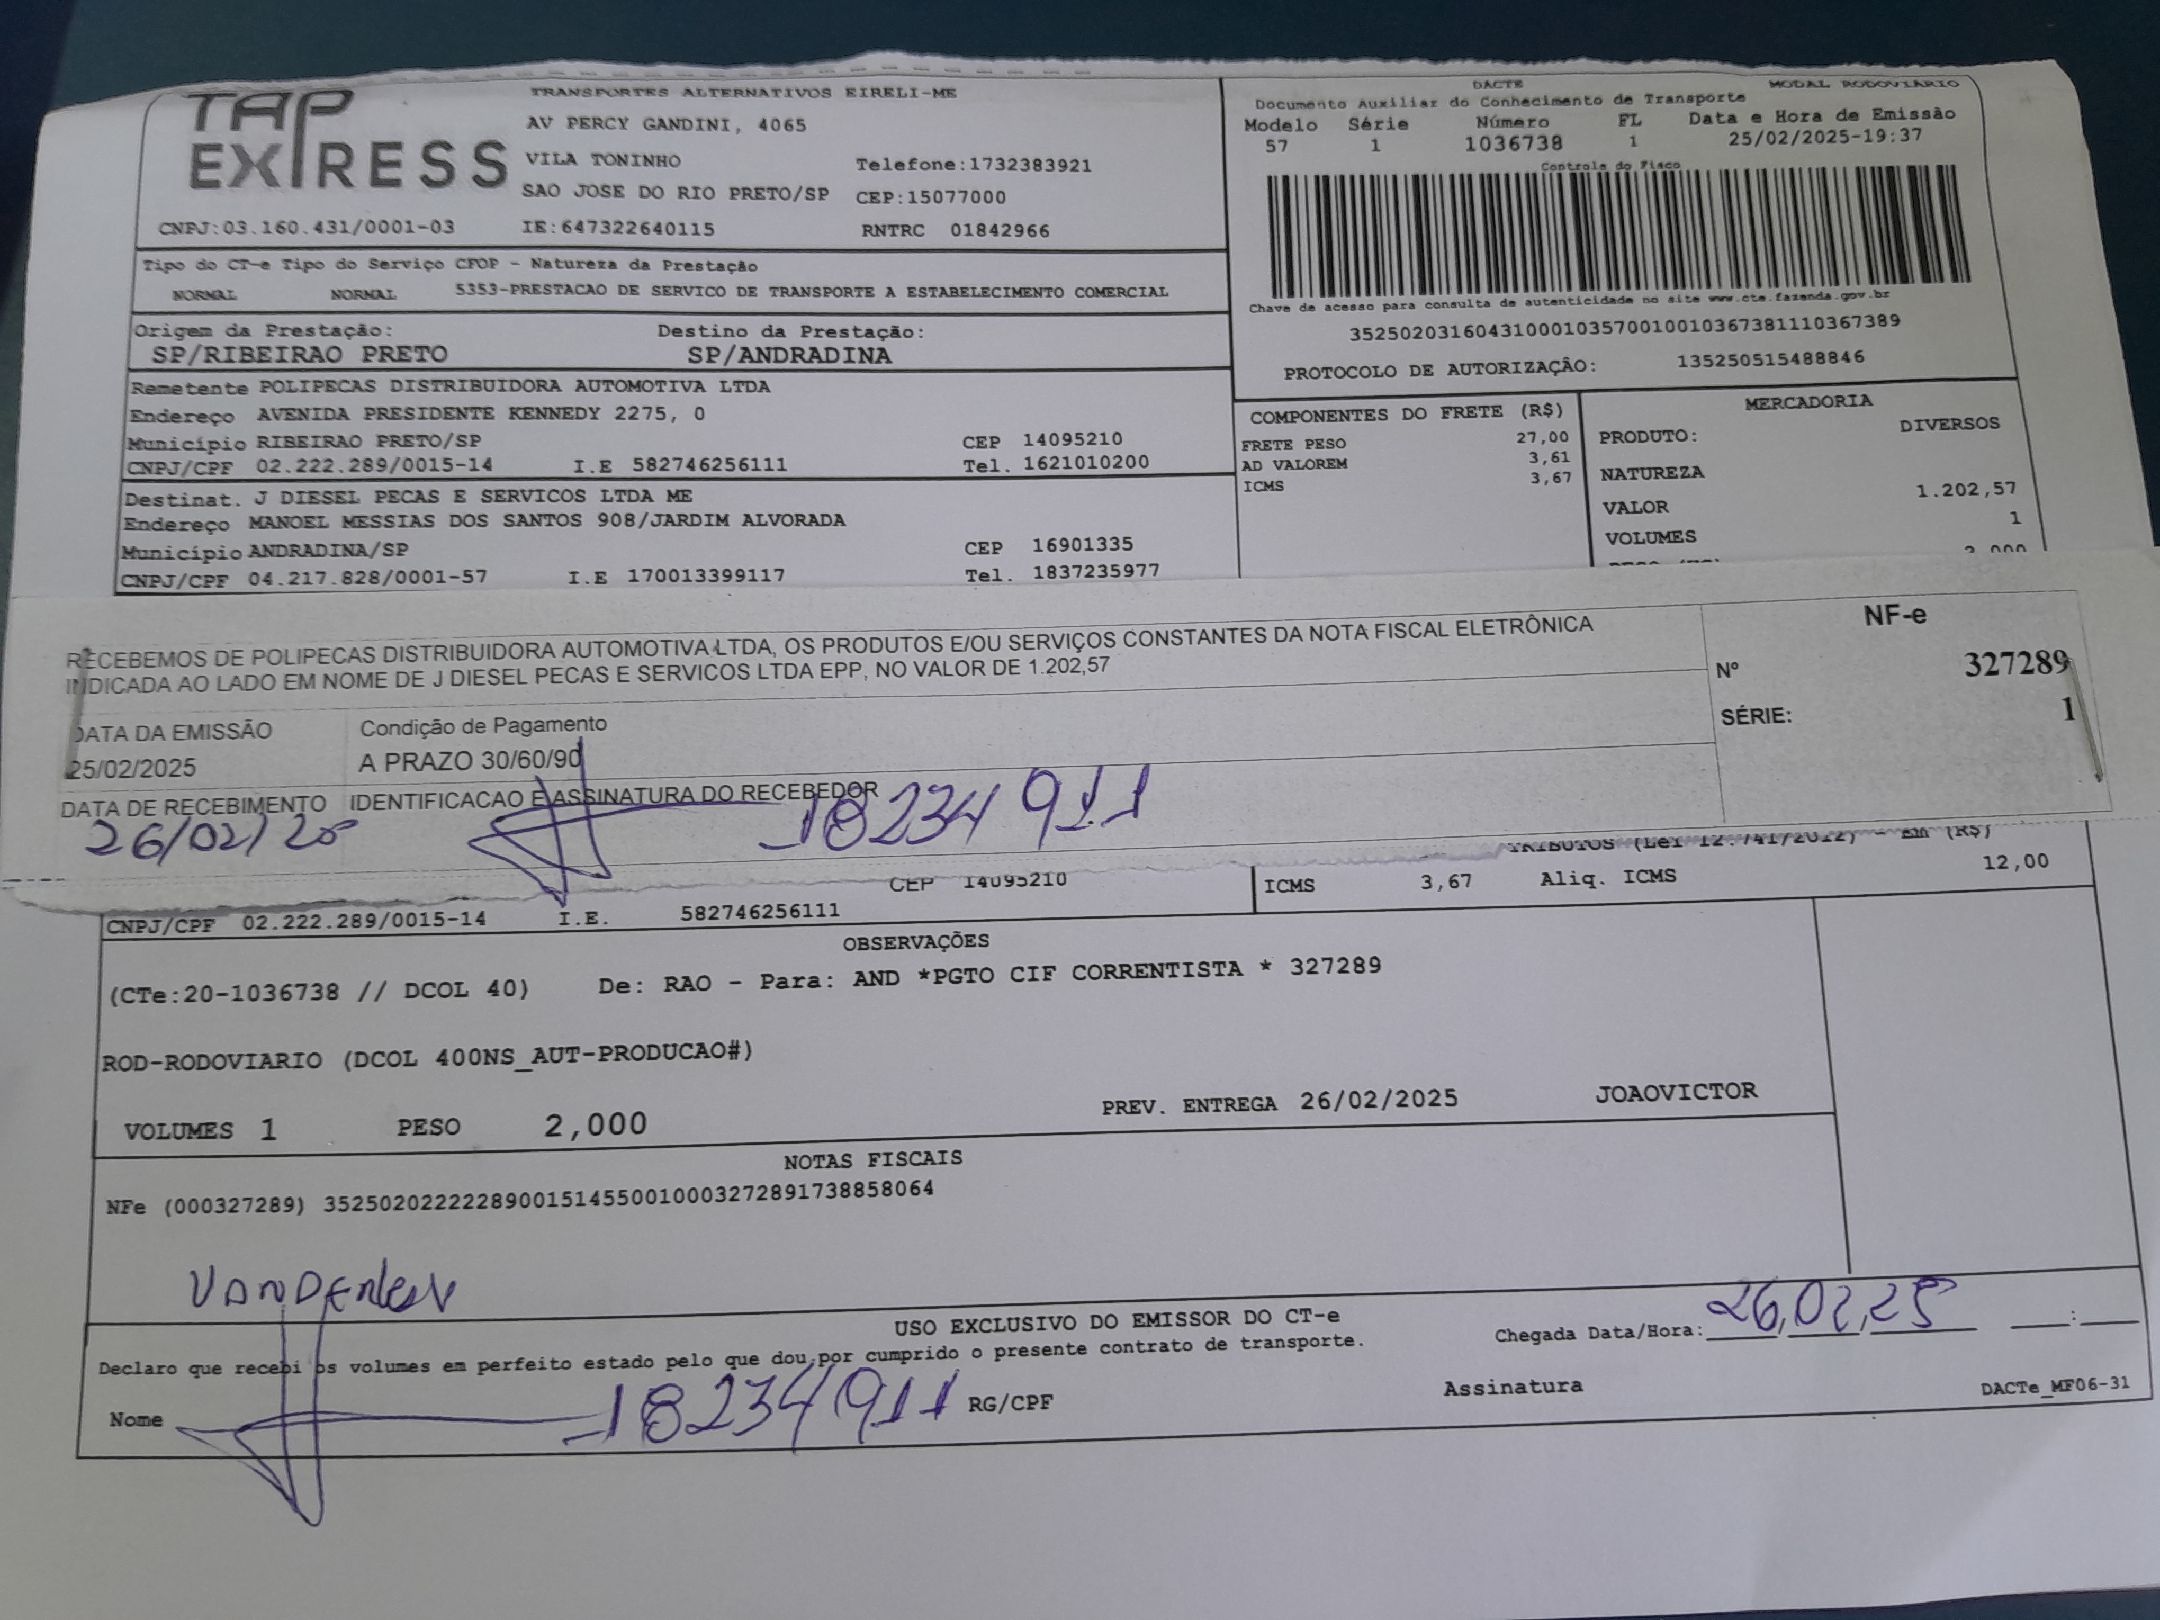 TAP EXPRESS
TRANSPORTES ALTERNATIVOS EIRELI-ME
AV PERCY GANDINI, 4065
VILA TONINHO
Telefone:1732383921
SAO JOSE DO RIO PRETO/SP CEP:15077000
CNPJ:03.160.431/0001-03 IE:647322640115 RNTRC 01842966
DACTE MODAL RODOVIÁRIO
Documento Auxiliar do Conhecimento de Transporte
Modelo Série Número FL Data e Hora de Emissão
57 1 1036738 1 25/02/2025-19:37
Controle do Fisco
Chave de acesso para consulta de autenticidade no site www.cte.fazenda.gov.br
35250203160431000103570010010367381110367389
PROTOCOLO DE AUTORIZAÇÃO: 135250515488846
Tipo do CT-e Tipo do Serviço CFOP - Natureza da Prestação
NORMAL NORMAL 5353-PRESTACAO DE SERVICO DE TRANSPORTE A ESTABELECIMENTO COMERCIAL
Origem da Prestação: Destino da Prestação:
SP/RIBEIRAO PRETO SP/ANDRADINA
Remetente POLIPECAS DISTRIBUIDORA AUTOMOTIVA LTDA
Endereço AVENIDA PRESIDENTE KENNEDY 2275, 0
Município RIBEIRAO PRETO/SP CEP 14095210
CNPJ/CPF 02.222.289/0015-14 I.E 582746256111 Tel. 1621010200
Destinat. J DIESEL PECAS E SERVICOS LTDA ME
Endereço MANOEL MESSIAS DOS SANTOS 908/JARDIM ALVORADA
Município ANDRADINA/SP CEP 16901335
CNPJ/CPF 04.217.828/0001-57 I.E 170013399117 Tel. 1837235977
COMPONENTES DO FRETE (R$)
FRETE PESO 27,00
AD VALOREM 3,61
ICMS 3,67
MERCADORIA
PRODUTO: DIVERSOS
NATUREZA
VALOR 1.202,57
VOLUMES 1
RECEBEMOS DE POLIPECAS DISTRIBUIDORA AUTOMOTIVA LTDA, OS PRODUTOS E/OU SERVIÇOS CONSTANTES DA NOTA FISCAL ELETRÔNICA
INDICADA AO LADO EM NOME DE J DIESEL PECAS E SERVICOS LTDA EPP, NO VALOR DE 1.202,57
NF-e
Nº 327289
SÉRIE: 1
DATA DA EMISSÃO Condição de Pagamento
25/02/2025 A PRAZO 30/60/90
DATA DE RECEBIMENTO IDENTIFICACAO E ASSINATURA DO RECEBEDOR
18234911
TRIBUTOS (Lei 12.741/2012) - em (R$)
CEP 14095210 ICMS 3,67 Aliq. ICMS 12,00
CNPJ/CPF 02.222.289/0015-14 I.E. 582746256111
OBSERVAÇÕES
(CTe:20-1036738 // DCOL 40) De: RAO - Para: AND *PGTO CIF CORRENTISTA * 327289
ROD-RODOVIARIO (DCOL 400NS_AUT-PRODUCAO#)
VOLUMES 1 PESO 2,000 PREV. ENTREGA 26/02/2025 JOAOVICTOR
NOTAS FISCAIS
NFe (000327289) 35250202222289001514550010003272891738858064
USO EXCLUSIVO DO EMISSOR DO CT-e
Declaro que recebi os volumes em perfeito estado pelo que dou por cumprido o presente contrato de transporte.
Chegada Data/Hora: 26,02,25 :
Nome 18234911 RG/CPF Assinatura DACTe_MF06-31